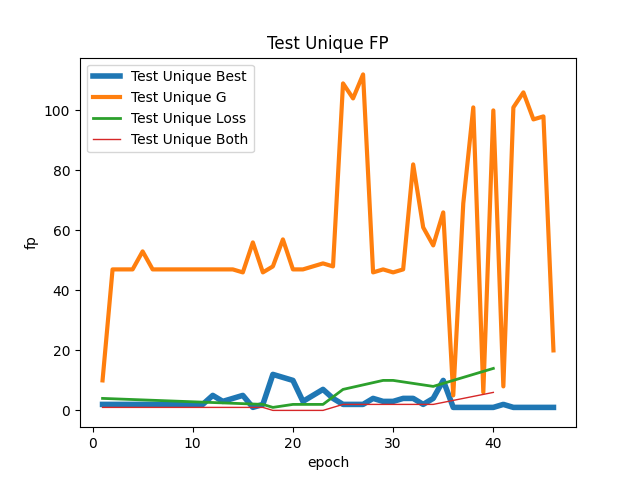 Test Unique FP
Test Unique Best
Test Unique G
Test Unique Loss
Test Unique Both
fp
100
80
60
40
20
0
0 10 20 30 40
epoch